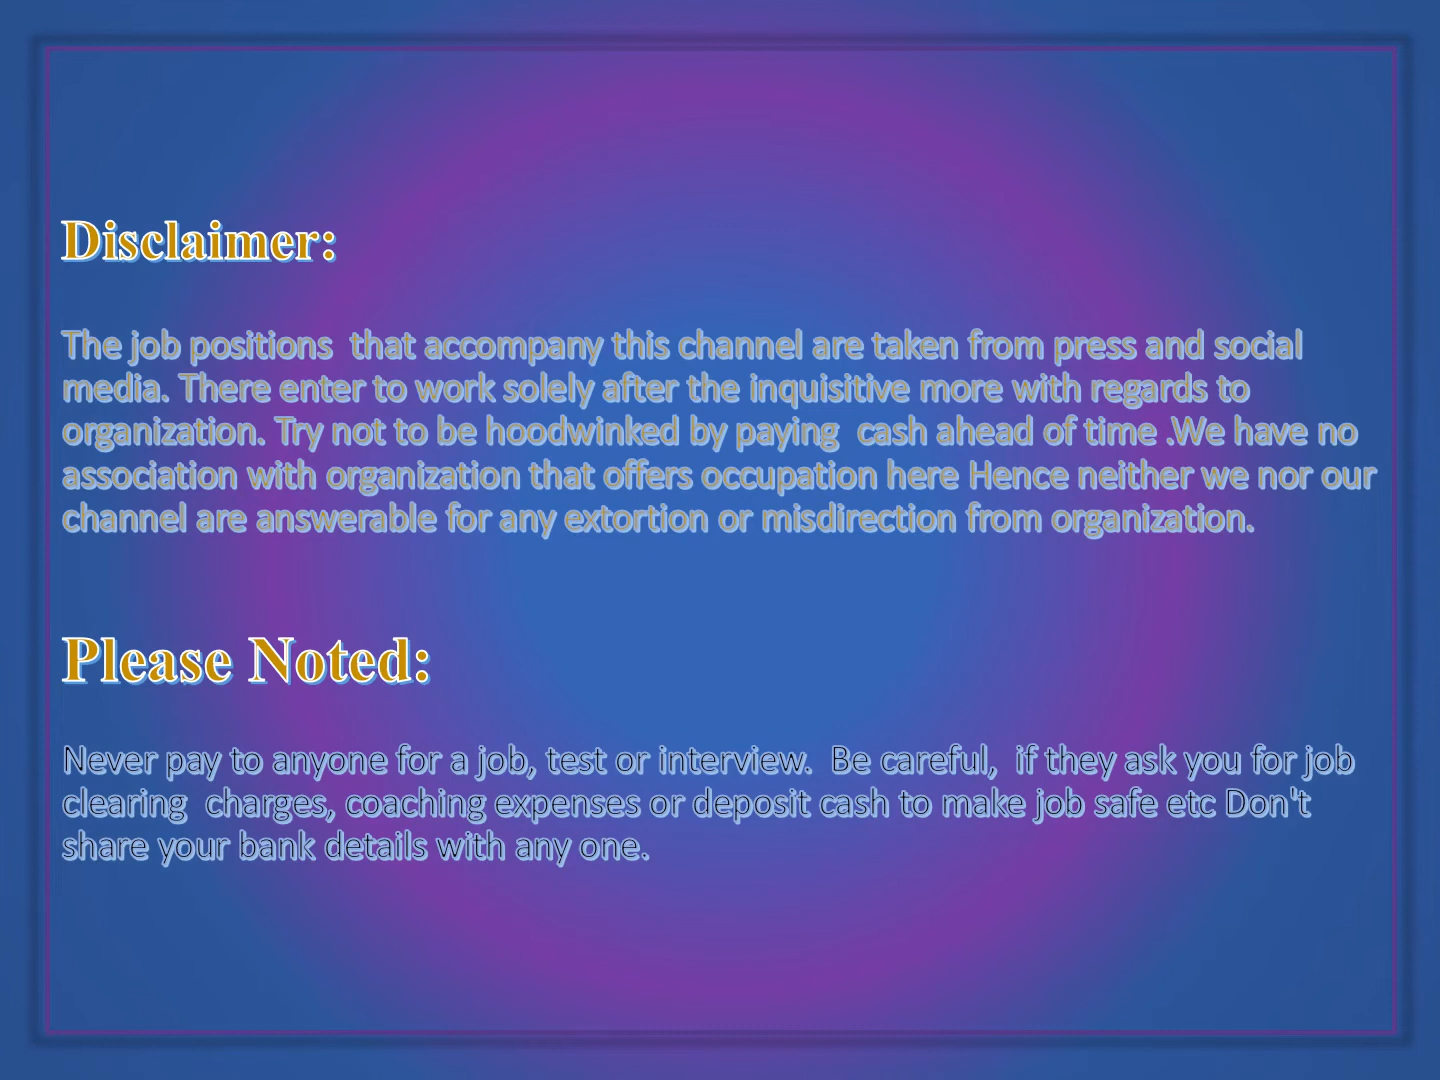 Disclaimer:
The job positions  that accompany this channel are taken from press and social
media. There enter to work solely after the inquisitive more with regards to
organization. Try not to be hoodwinked by paying  cash ahead of time .We have no
association with organization that offers occupation here Hence neither we nor our
channel are answerable for any extortion or misdirection from organization.
Please Noted:
Never pay to anyone for a job, test or interview.  Be careful,  if they ask you for job
clearing  charges, coaching expenses or deposit cash to make job safe etc Don't
share your bank details with any one.